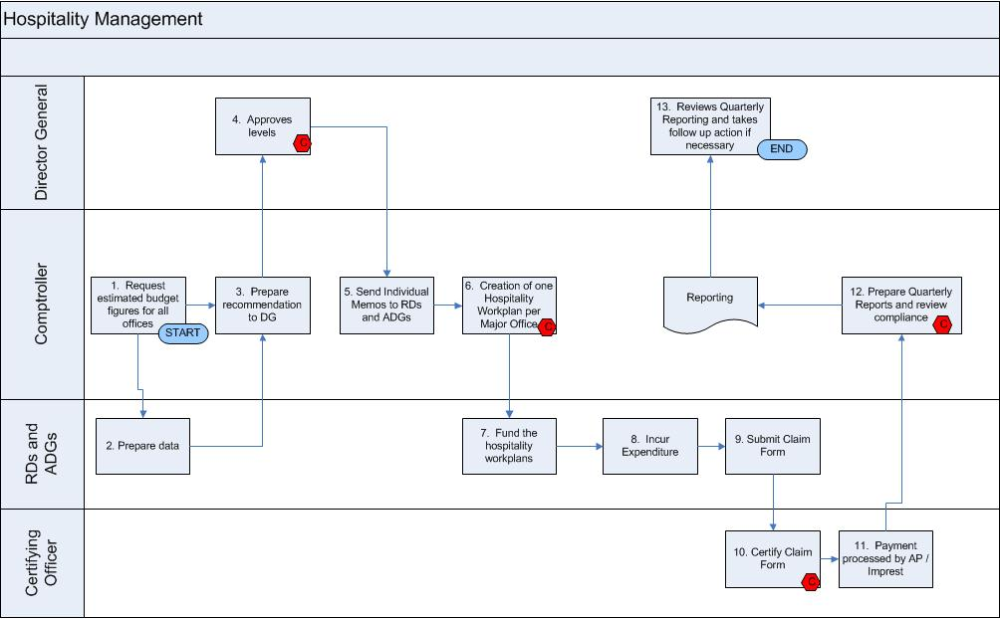 Hospitality Management
Director General
4.  Approves
levels
C
13.  Reviews Quarterly
Reporting and takes
follow up action if
necessary
END
Comptroller
1.  Request
estimated budget
figures for all
offices
START
3.  Prepare
recommendation
to DG
5. Send Individual
Memos to RDs
and ADGs
6.  Creation of one
Hospitality
Workplan per
Major Office
C
Reporting
12. Prepare Quarterly
Reports and review
compliance
C
RDs and
ADGs
2. Prepare data
7.  Fund the
hospitality
workplans
8.  Incur
Expenditure
9. Submit Claim
Form
Certifying
Officer
10. Certify Claim
Form
C
11.  Payment
processed by AP /
Imprest